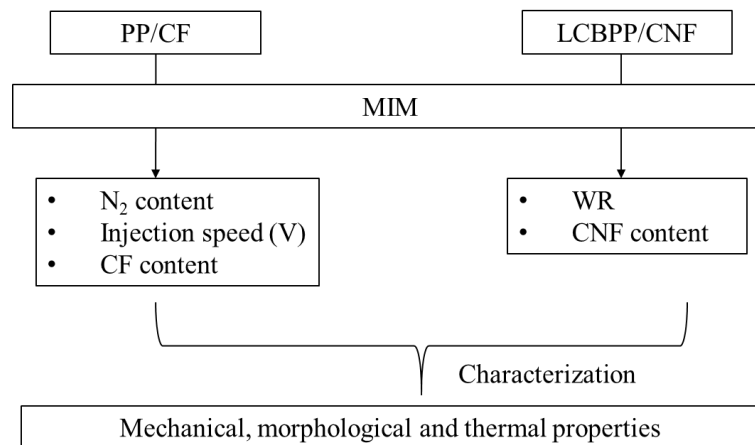 PP/CF
LCBPP/CNF
MIM
• N₂ content
• Injection speed (V)
• CF content
• WR
• CNF content
Characterization
Mechanical, morphological and thermal properties